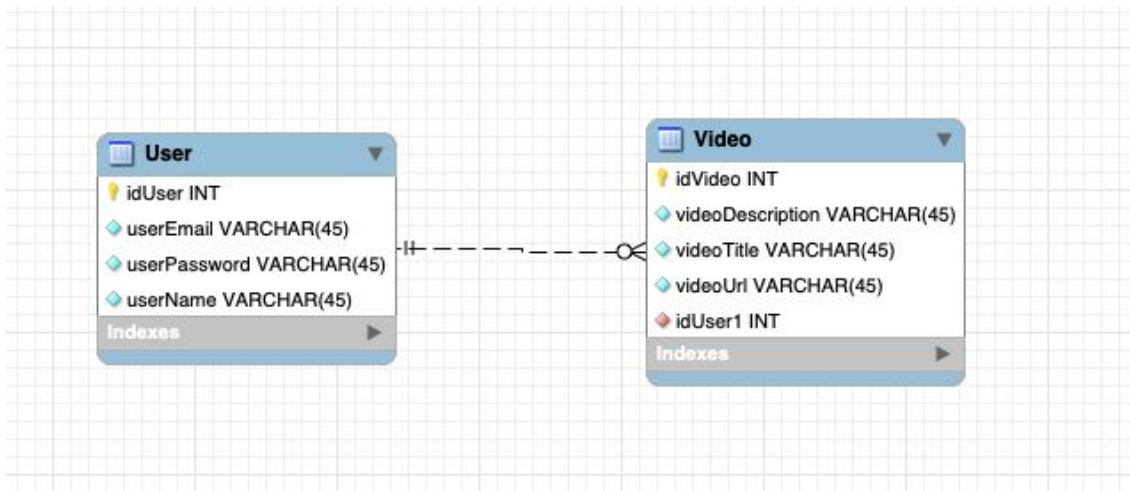 User
idUser INT
userEmail VARCHAR(45)
userPassword VARCHAR(45)
userName VARCHAR(45)
Indexes
Video
idVideo INT
videoDescription VARCHAR(45)
videoTitle VARCHAR(45)
videoUrl VARCHAR(45)
idUser1 INT
Indexes